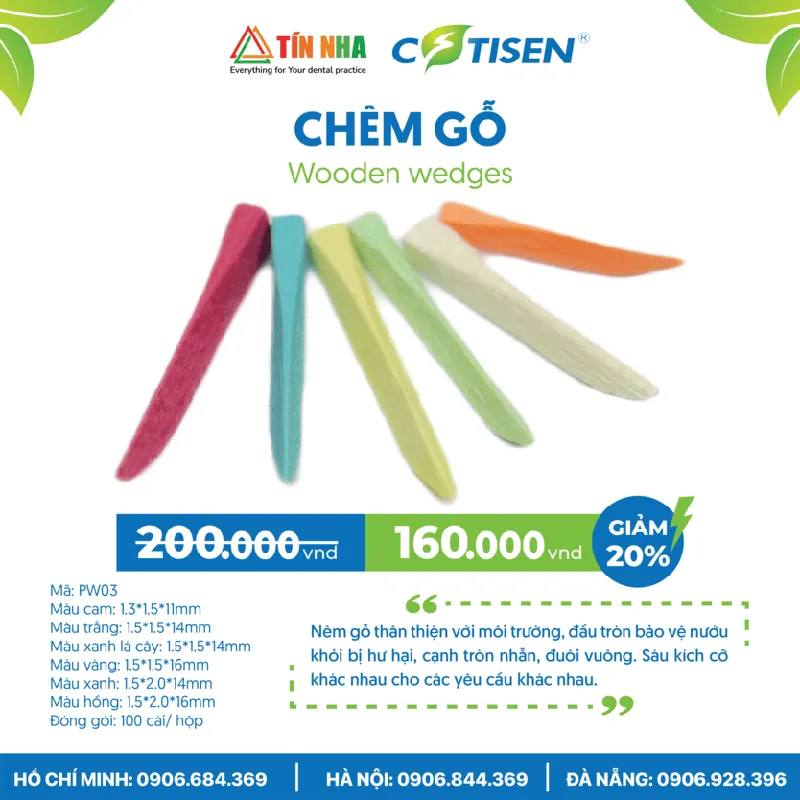 TÍN NHA
Everything for Your dental practice
COTISEN®
CHÊM GỖ
Wooden wedges
200.000 vnd
160.000 vnd
GIẢM
20%
Mã: PW03
Màu cam: 1.3*1.5*11mm
Màu trắng: 1.5*1.5*14mm
Màu xanh lá cây: 1.5*1.5*14mm
Màu vàng: 1.5*1.5*16mm
Màu xanh: 1.5*2.0*14mm
Màu hồng: 1.5*2.0*16mm
Đóng gói: 100 cái/ hộp
Nêm gỗ thân thiện với môi trường, đầu tròn bảo vệ nướu
khỏi bị hư hại, cạnh tròn nhẵn, đuôi vuông. Sáu kích cỡ
khác nhau cho các yêu cầu khác nhau.
HỒ CHÍ MINH: 0906.684.369 | HÀ NỘI: 0906.844.369 | ĐÀ NẴNG: 0906.928.396